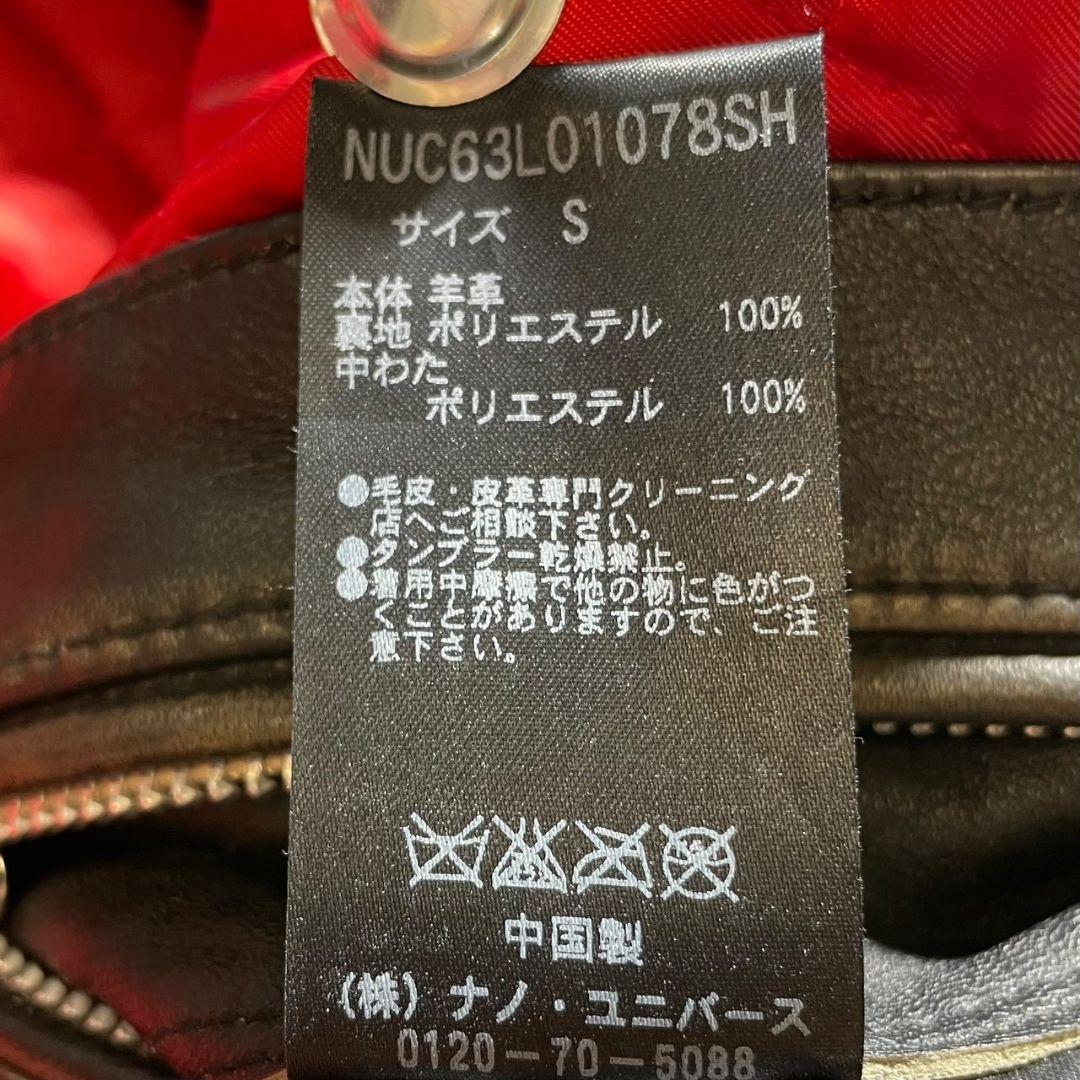 NUC63L01078SH
サイズ S
本体 羊革
裏地 ポリエステル 100%
中わた
ポリエステル 100%
●毛皮・皮革専門クリーニング
店へご相談下さい。
●タンブラー乾燥禁止。
●着用中摩擦で他の物に色がつ
くことがありますので、ご注
意下さい。
中国製
(株)ナノ・ユニバース
0120-70-5088